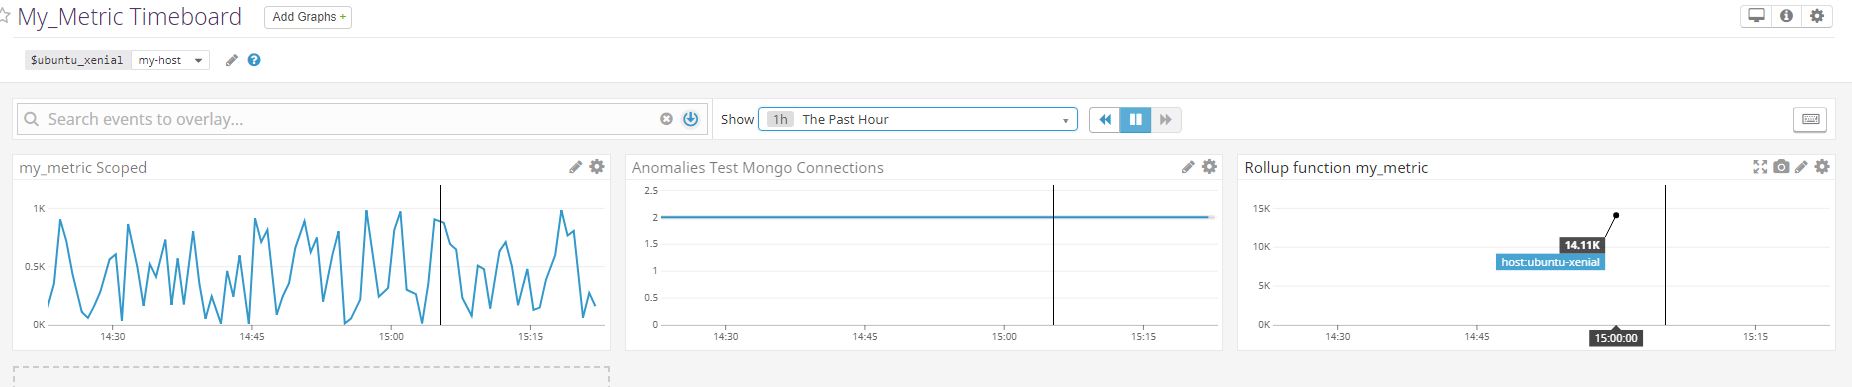 My_Metric Timeboard Add Graphs +
$ubuntu_xenial my-host ?
Search events to overlay... Show 1h The Past Hour
my_metric Scoped
1K
0.5K
0K
14:30 14:45 15:00 15:15
Anomalies Test Mongo Connections
2.5
2
1.5
1
0.5
0
14:30 14:45 15:00 15:15
Rollup function my_metric
15K
14.11K
10K
host:ubuntu-xenial
5K
0K
14:30 14:45 15:00:00 15:15